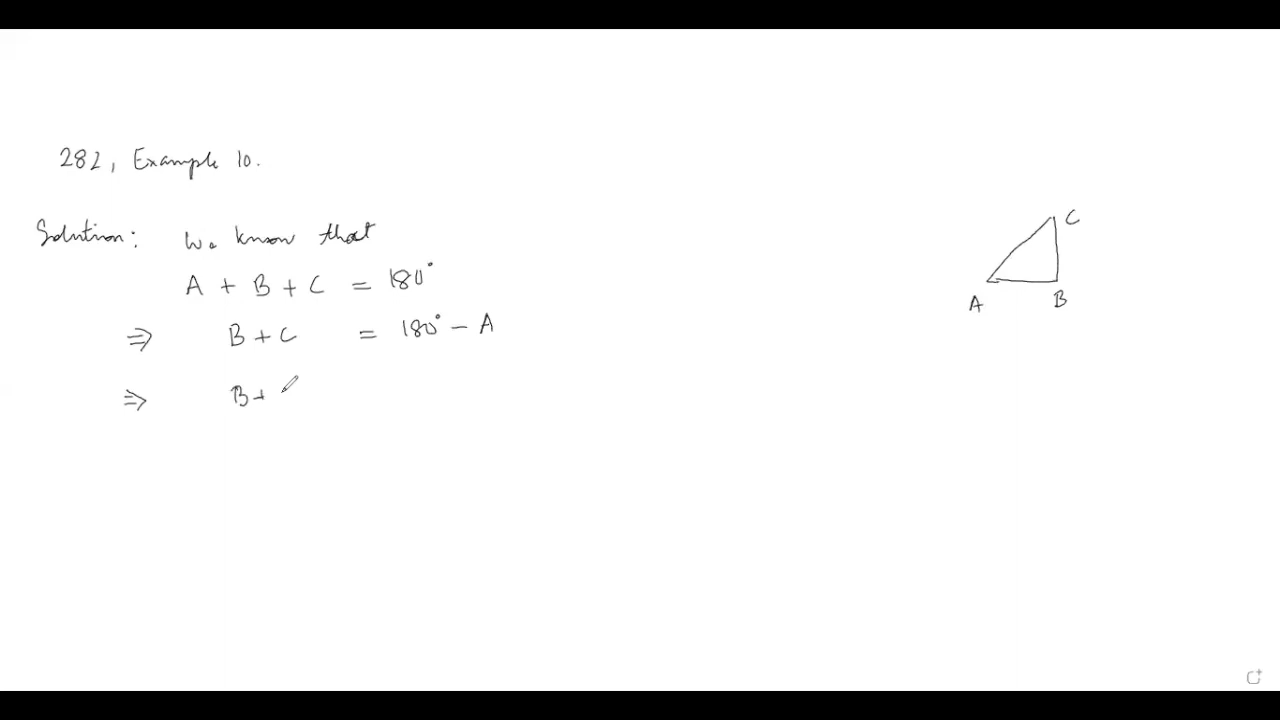 282, Example 10.
Solution: We know that
A + B + C = 180°
⇒ B + C = 180° - A
⇒ B +
C
A
B